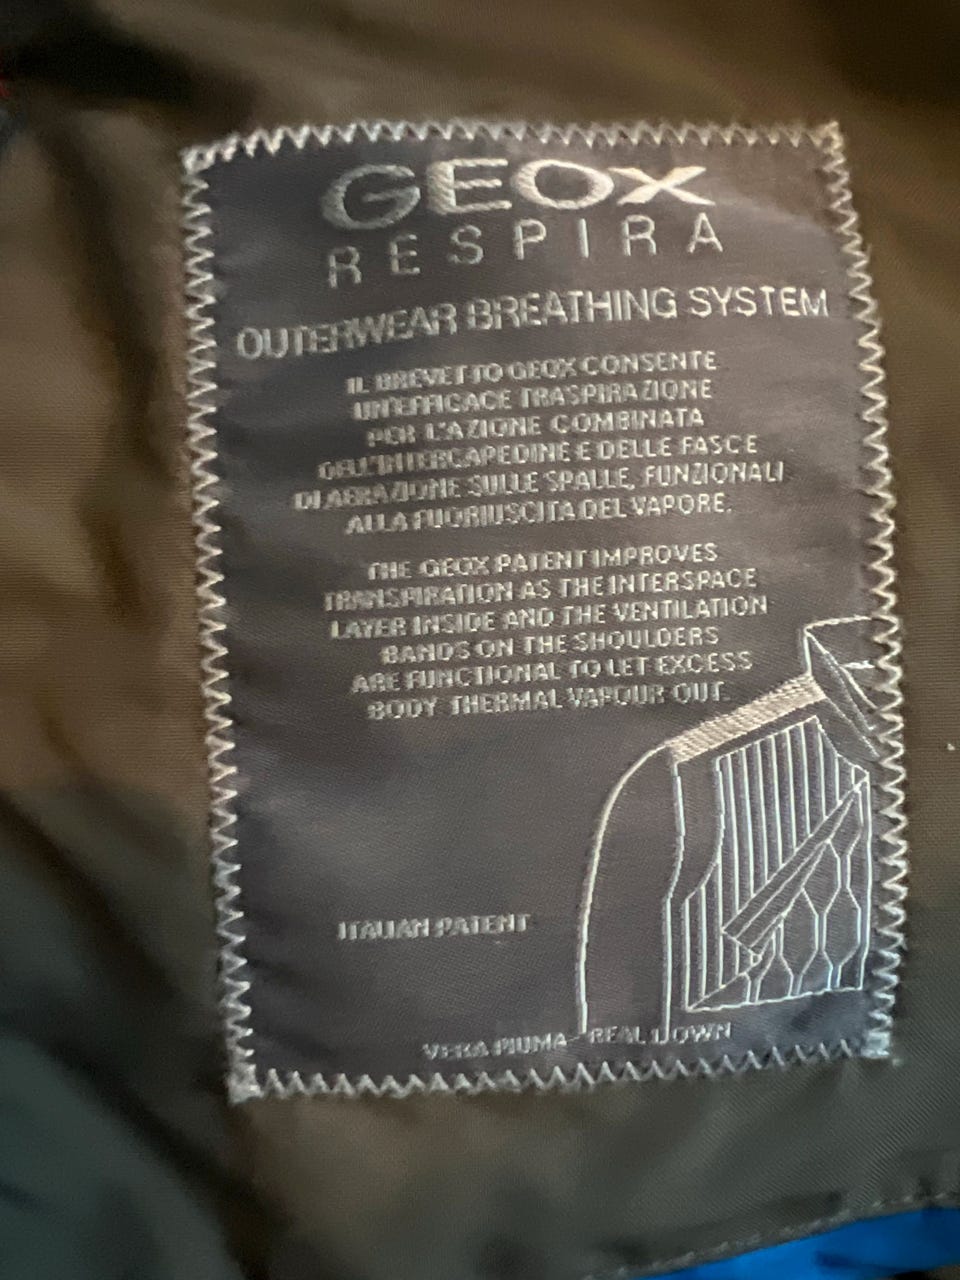 GEOX
RESPIRA
OUTERWEAR BREATHING SYSTEM
IL BREVETTO GEOX CONSENTE
UN'EFFICACE TRASPIRAZIONE
PER L'AZIONE COMBINATA
DELL'INTERCAPEDINE E DELLE FASCE
DI AERAZIONE SULLE SPALLE, FUNZIONALI
ALLA FUORIUSCITA DEL VAPORE.
THE GEOX PATENT IMPROVES
TRANSPIRATION AS THE INTERSPACE
LAYER INSIDE AND THE VENTILATION
BANDS ON THE SHOULDERS
ARE FUNCTIONAL TO LET EXCESS
BODY THERMAL VAPOUR OUT.
ITALIAN PATENT
VERA PIUMA - REAL DOWN